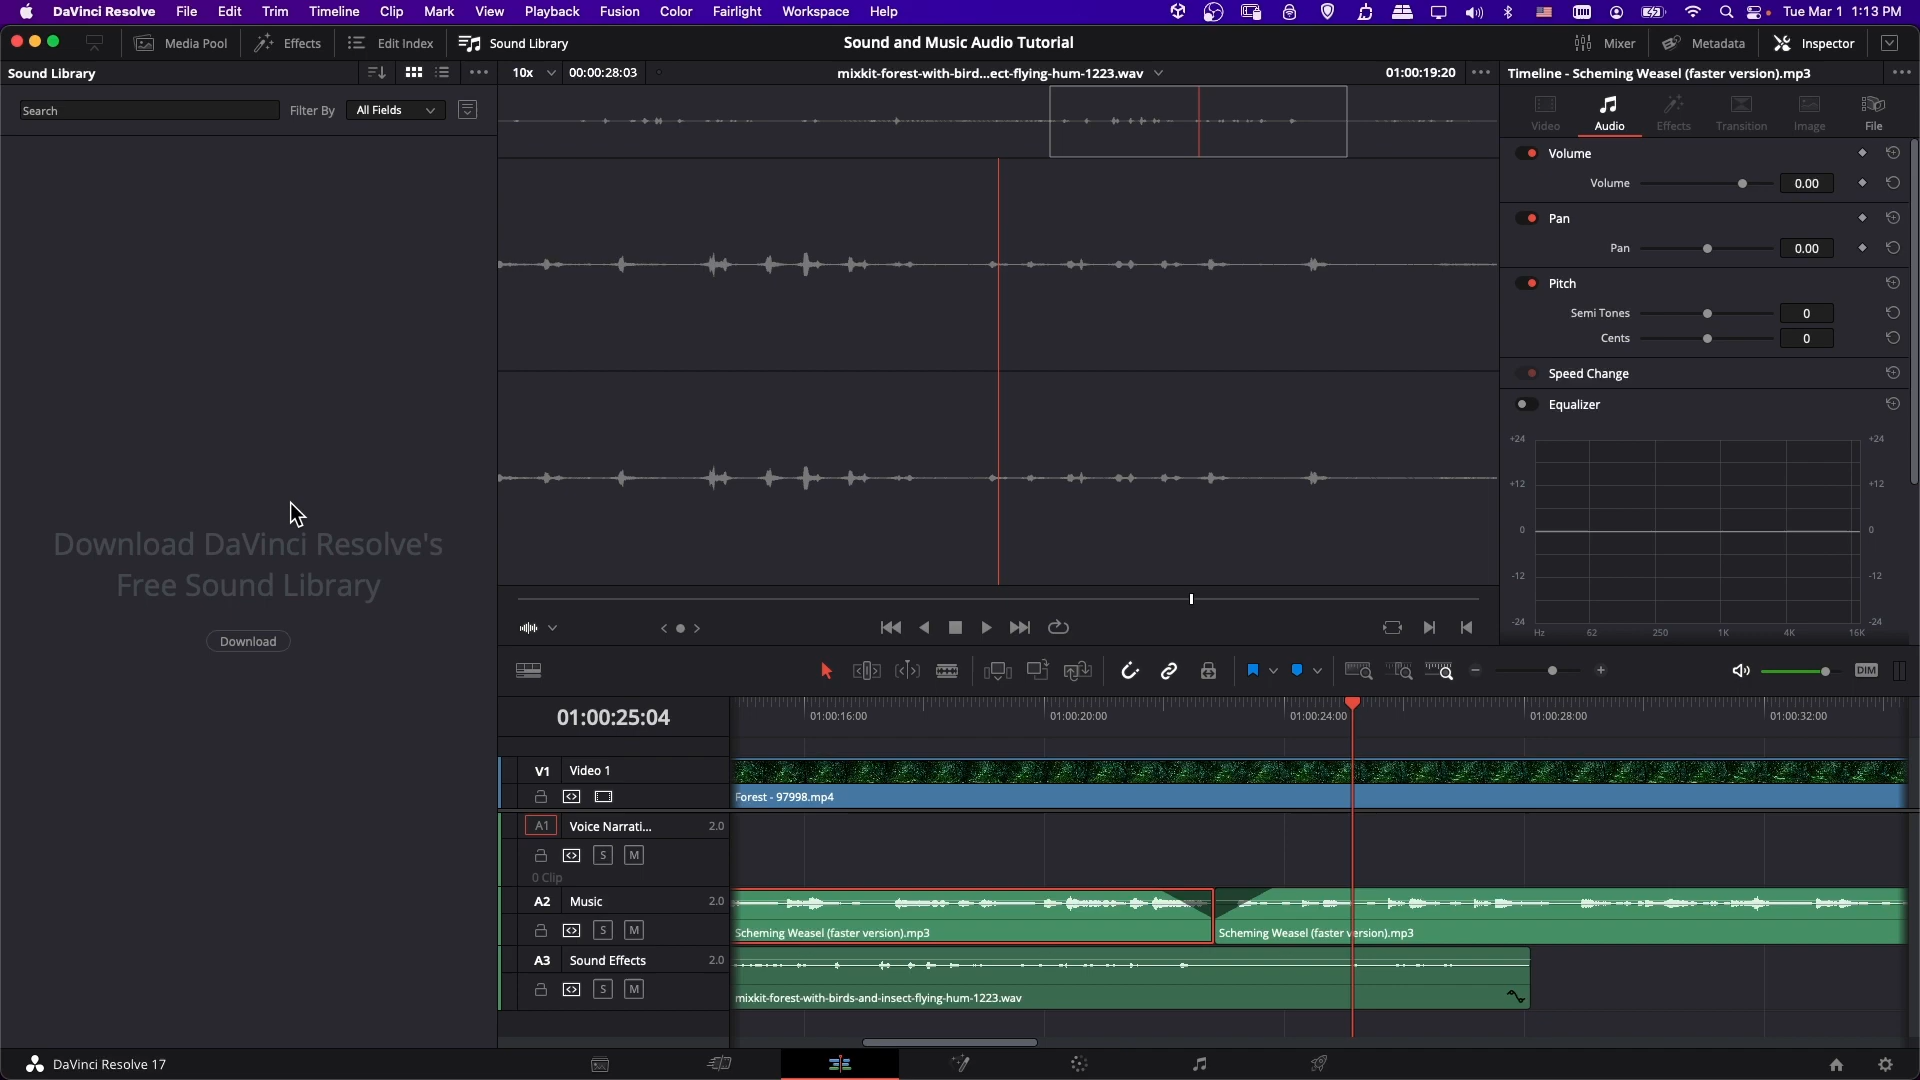 DaVinci Resolve File Edit Trim Timeline Clip Mark View Playback Fusion Color Fairlight Workspace Help Tue Mar 1 1:13 PM
Media Pool Effects Edit Index Sound Library Sound and Music Audio Tutorial Mixer Metadata Inspector
Sound Library 10x 00:00:28:03 mixkit-forest-with-bird...ect-flying-hum-1223.wav 01:00:19:20 Timeline - Scheming Weasel (faster version).mp3
Search Filter By All Fields
Video Audio Effects Transition Image File
Volume
Volume 0.00
Pan
Pan 0.00
Pitch
Semi Tones 0
Cents 0
Speed Change
Equalizer
+24 +24
+12 +12
0 0
-12 -12
-24 -24
Hz 62 250 1K 4K 16K
Download DaVinci Resolve's
Free Sound Library
Download
DIM
01:00:25:04 01:00:16:00 01:00:20:00 01:00:24:00 01:00:28:00 01:00:32:00
V1 Video 1
Forest - 97998.mp4
A1 Voice Narrati... 2.0
S M
0 Clip
A2 Music 2.0
S M Scheming Weasel (faster version).mp3 Scheming Weasel (faster version).mp3
A3 Sound Effects 2.0
S M mixkit-forest-with-birds-and-insect-flying-hum-1223.wav
DaVinci Resolve 17